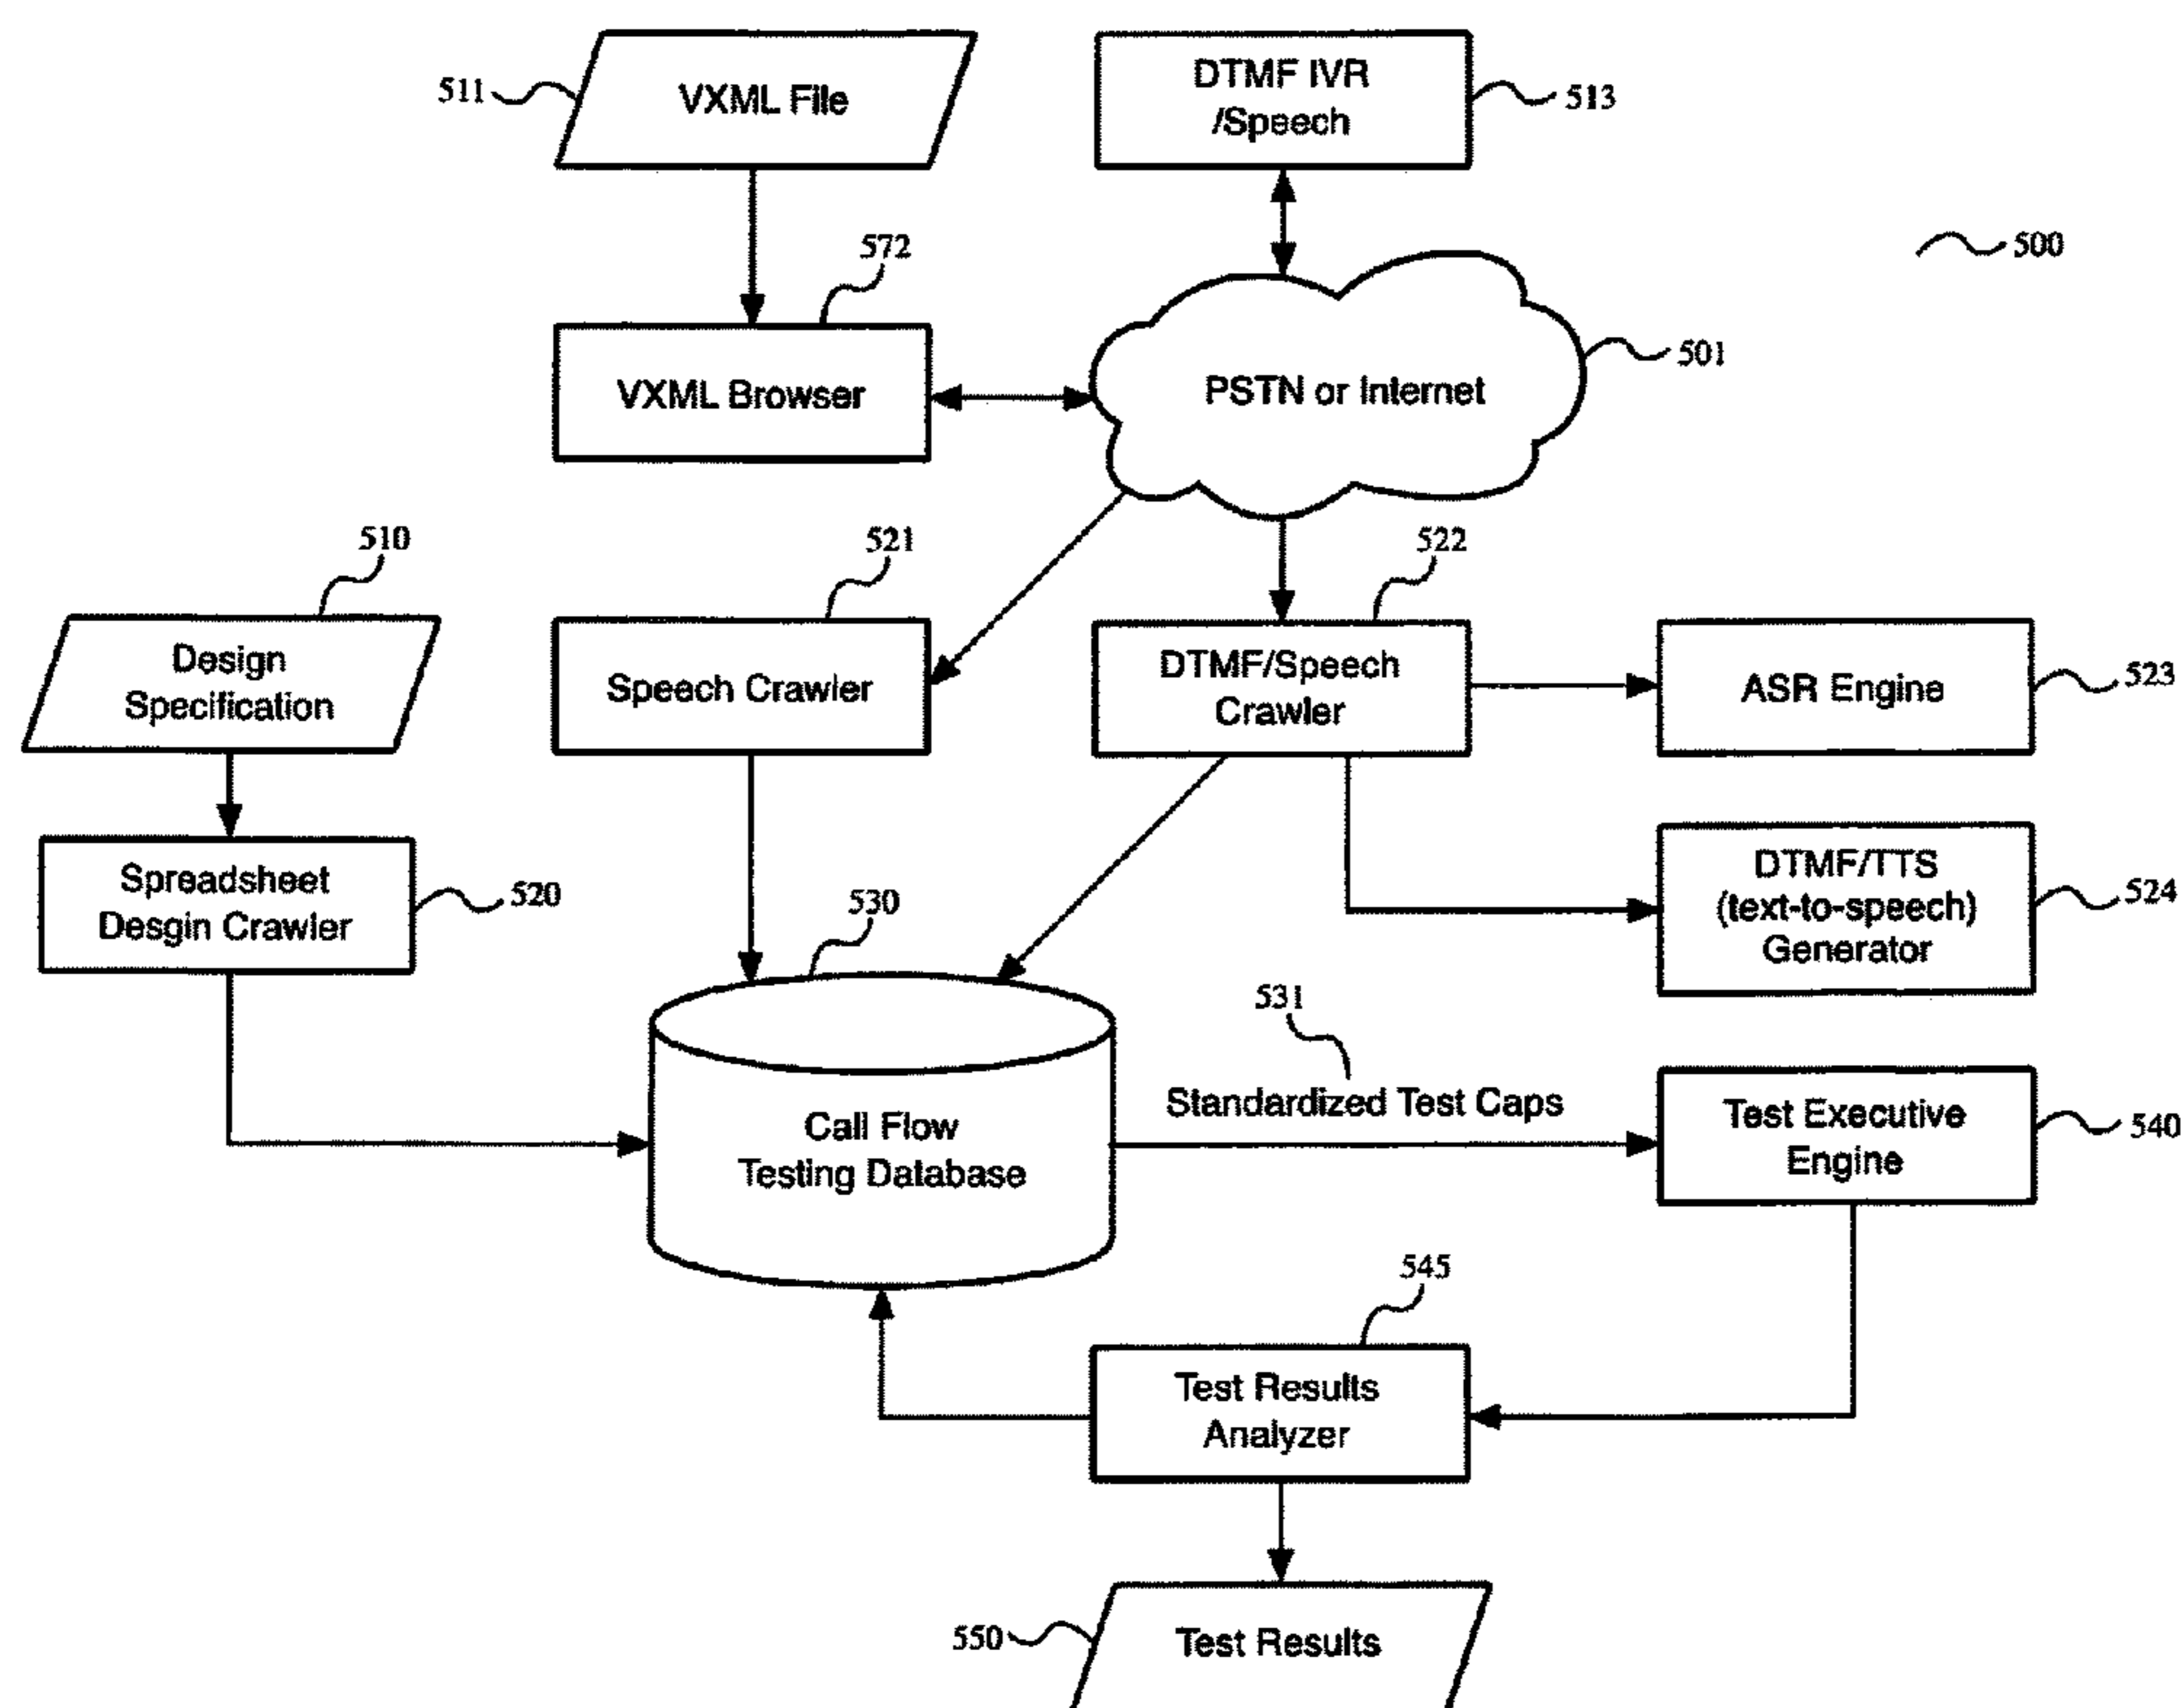 511
VXML File
DTMF IVR
/Speech
513
572
500
VXML Browser
PSTN or Internet
501
510
521
522
Design
Specification
Speech Crawler
DTMF/Speech
Crawler
ASR Engine
523
Spreadsheet
Desgin Crawler
520
530
DTMF/TTS
(text-to-speech)
Generator
524
531
Standardized Test Caps
Call Flow
Testing Database
Test Executive
Engine
540
545
Test Results
Analyzer
550
Test Results